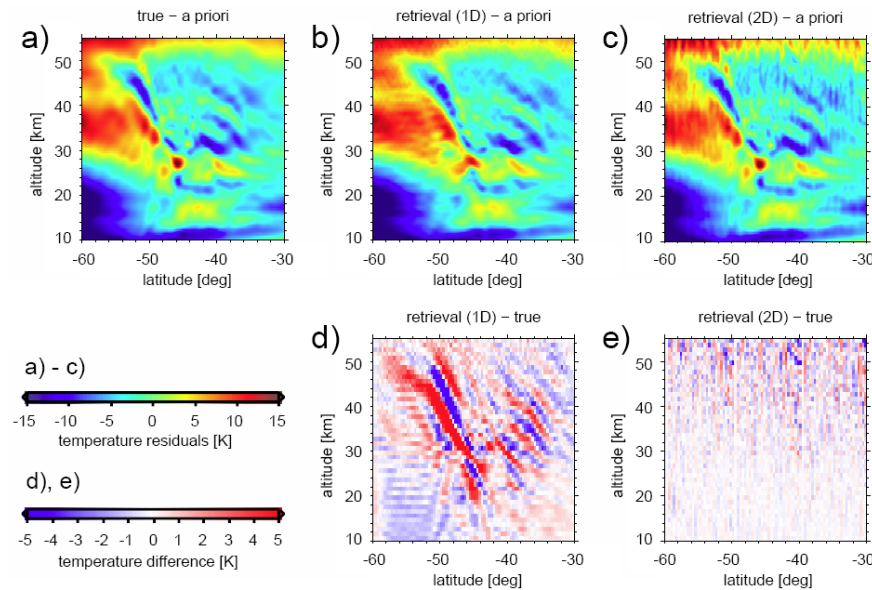 true – a priori
retrieval (1D) – a priori
retrieval (2D) – a priori
a)
b)
c)
altitude [km]
50
40
30
20
10
altitude [km]
50
40
30
20
10
altitude [km]
50
40
30
20
10
-60 -50 -40 -30
-60 -50 -40 -30
-60 -50 -40 -30
latitude [deg]
latitude [deg]
latitude [deg]
retrieval (1D) – true
retrieval (2D) – true
d)
e)
a) - c)
-15 -10 -5 0 5 10 15
temperature residuals [K]
d), e)
-5 -4 -3 -2 -1 0 1 2 3 4 5
temperature difference [K]
altitude [km]
50
40
30
20
10
altitude [km]
50
40
30
20
10
-60 -50 -40 -30
-60 -50 -40 -30
latitude [deg]
latitude [deg]